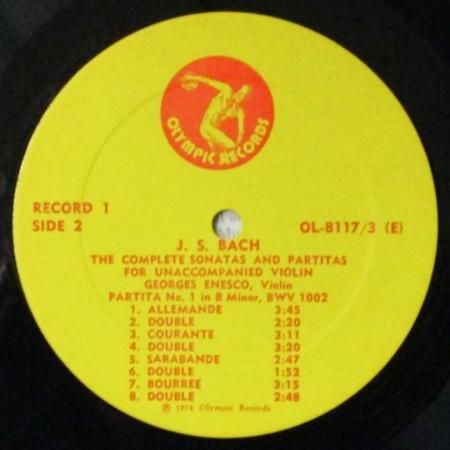 OLYMPIC RECORDS
RECORD 1
SIDE 2
OL-8117/3 (E)
J. S. BACH
THE COMPLETE SONATAS AND PARTITAS
FOR UNACCOMPANIED VIOLIN
GEORGES ENESCO, Violin
PARTITA No. 1 in B Minor, BWV 1002
1. ALLEMANDE 3:45
2. DOUBLE 2:20
3. COURANTE 3:11
4. DOUBLE 3:20
5. SARABANDE 2:47
6. DOUBLE 1:52
7. BOURREE 3:15
8. DOUBLE 2:48
℗ 1974 Olympic Records